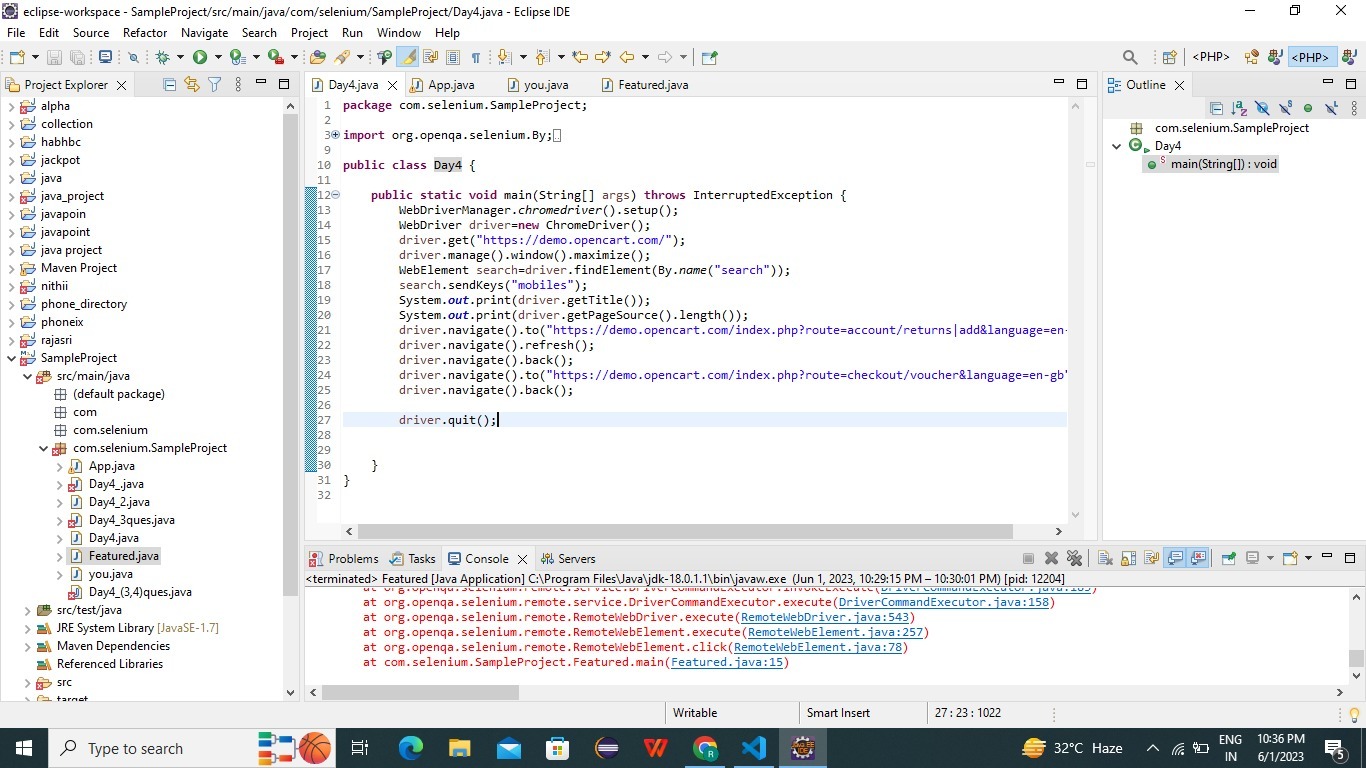 eclipse-workspace - SampleProject/src/main/java/com/selenium/SampleProject/Day4.java - Eclipse IDE
File Edit Source Refactor Navigate Search Project Run Window Help
<PHP> <PHP>
Project Explorer
alpha
collection
habhbc
jackpot
java
java_project
javapoin
javapoint
java project
Maven Project
nithii
phone_directory
phoneix
rajasri
SampleProject
src/main/java
(default package)
com
com.selenium
com.selenium.SampleProject
App.java
Day4_.java
Day4_2.java
Day4_3ques.java
Day4.java
Featured.java
you.java
Day4_(3,4)ques.java
src/test/java
JRE System Library [JavaSE-1.7]
Maven Dependencies
Referenced Libraries
src
target
Day4.java App.java you.java Featured.java
1 package com.selenium.SampleProject;
2
3 import org.openqa.selenium.By;
9
10 public class Day4 {
11
12 public static void main(String[] args) throws InterruptedException {
13 WebDriverManager.chromedriver().setup();
14 WebDriver driver=new ChromeDriver();
15 driver.get("https://demo.opencart.com/");
16 driver.manage().window().maximize();
17 WebElement search=driver.findElement(By.name("search"));
18 search.sendKeys("mobiles");
19 System.out.print(driver.getTitle());
20 System.out.print(driver.getPageSource().length());
21 driver.navigate().to("https://demo.opencart.com/index.php?route=account/returns|add&language=en-
22 driver.navigate().refresh();
23 driver.navigate().back();
24 driver.navigate().to("https://demo.opencart.com/index.php?route=checkout/voucher&language=en-gb"
25 driver.navigate().back();
26
27 driver.quit();
28
29
30 }
31 }
32
Outline
com.selenium.SampleProject
Day4
main(String[]) : void
Problems Tasks Console Servers
<terminated> Featured [Java Application] C:\Program Files\Java\jdk-18.0.1.1\bin\javaw.exe (Jun 1, 2023, 10:29:15 PM – 10:30:01 PM) [pid: 12204]
at org.openqa.selenium.remote.service.DriverCommandExecutor.invokeExecute(DriverCommandExecutor.java:185)
at org.openqa.selenium.remote.service.DriverCommandExecutor.execute(DriverCommandExecutor.java:158)
at org.openqa.selenium.remote.RemoteWebDriver.execute(RemoteWebDriver.java:543)
at org.openqa.selenium.remote.RemoteWebElement.execute(RemoteWebElement.java:257)
at org.openqa.selenium.remote.RemoteWebElement.click(RemoteWebElement.java:78)
at com.selenium.SampleProject.Featured.main(Featured.java:15)
Writable Smart Insert 27 : 23 : 1022
Type to search
32°C Haze
ENG
IN
10:36 PM
6/1/2023
5